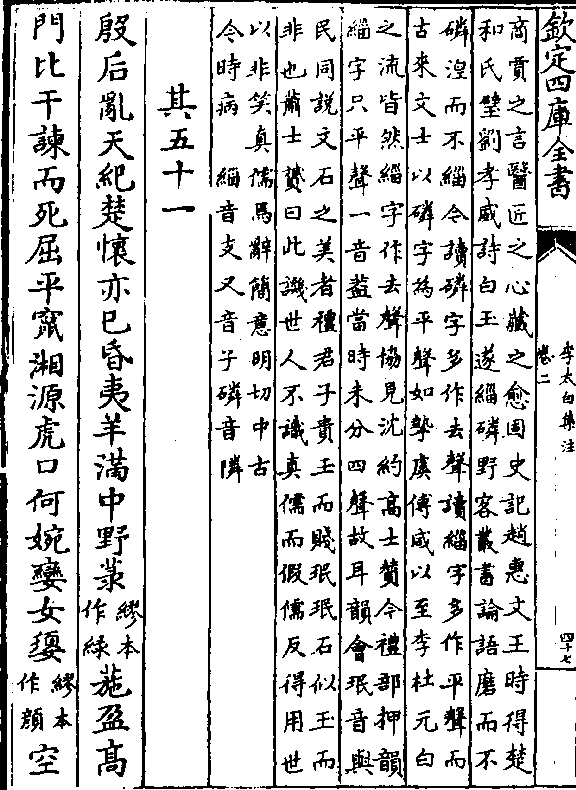 欽定四庫全書
李太白集注
卷二
四十七
商賈之言醫匠之心藏之愈固史記趙惠文王時得楚
和氏璧劉孝威詩白玉遂緇磷野客叢書論語磨而不
磷涅而不緇今讀磷字多作去聲讀緇字多作平聲而
古來文士以磷字為平聲如摯虞傅咸以至李杜元白
之流皆然緇字作去聲協見沈約高士贊今禮部押韻
緇字只平聲一音葢當時未分四聲故耳韻會珉音與
民同說文石之美者禮君子貴玉而賤珉珉石似玉而
非也蕭士贇曰此譏世人不識真儒而假儒反得用世
以非笑真儒焉辭簡意明切中古
今時病 緇音支又音子磷音隣
其五十一
殷后亂天紀楚懷亦已昏夷羊滿中野菉繆本作綠葹盈高
門比干諫而死屈平竄湘源虎口何婉孌女嬃繆本作顔空